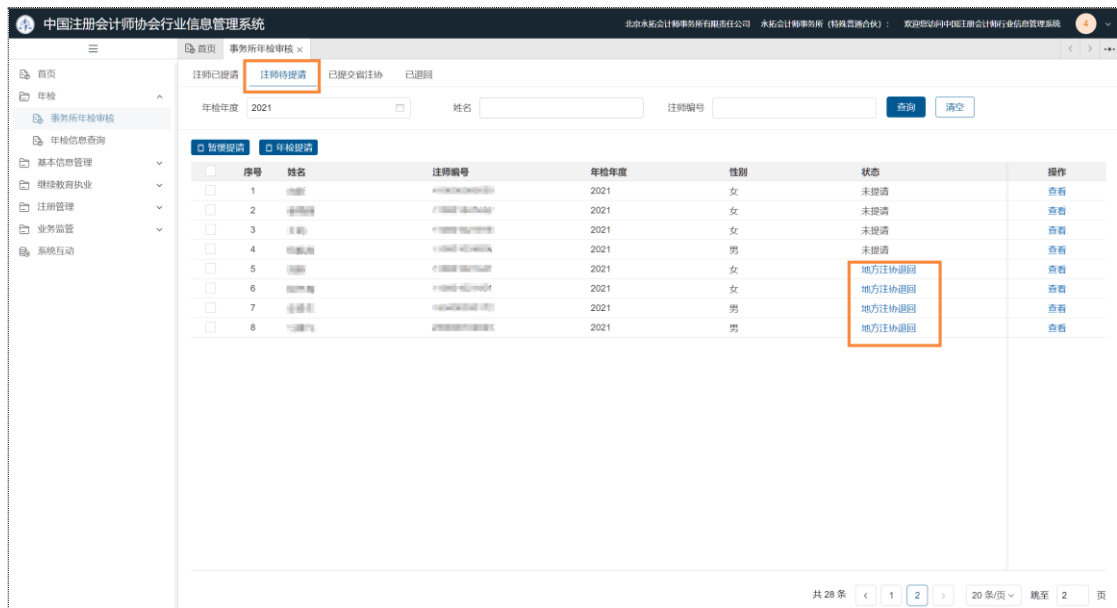 中国注册会计师协会行业信息管理系统
北京永拓会计师事务所有限责任公司 永拓会计师事务所（特殊普通合伙）： 欢迎您访问中国注册会计师行业信息管理系统 4
首页 事务所年检审核 ×
首页
年检
事务所年检审核
年检信息查询
基本信息管理
继续教育执业
注册管理
业务监管
系统互动
注师已提请 注师待提请 已提交省注协 已退回
年检年度 2021 姓名 注师编号 查询 清空
暂缓提请 年检提请
序号 姓名 注师编号 年检年度 性别 状态 操作
1 2021 女 未提请 查看
2 2021 女 未提请 查看
3 2021 女 未提请 查看
4 2021 男 未提请 查看
5 2021 女 地方注协退回 查看
6 2021 女 地方注协退回 查看
7 2021 男 地方注协退回 查看
8 2021 男 地方注协退回 查看
共 28 条 < 1 2 > 20 条/页 跳至 2 页